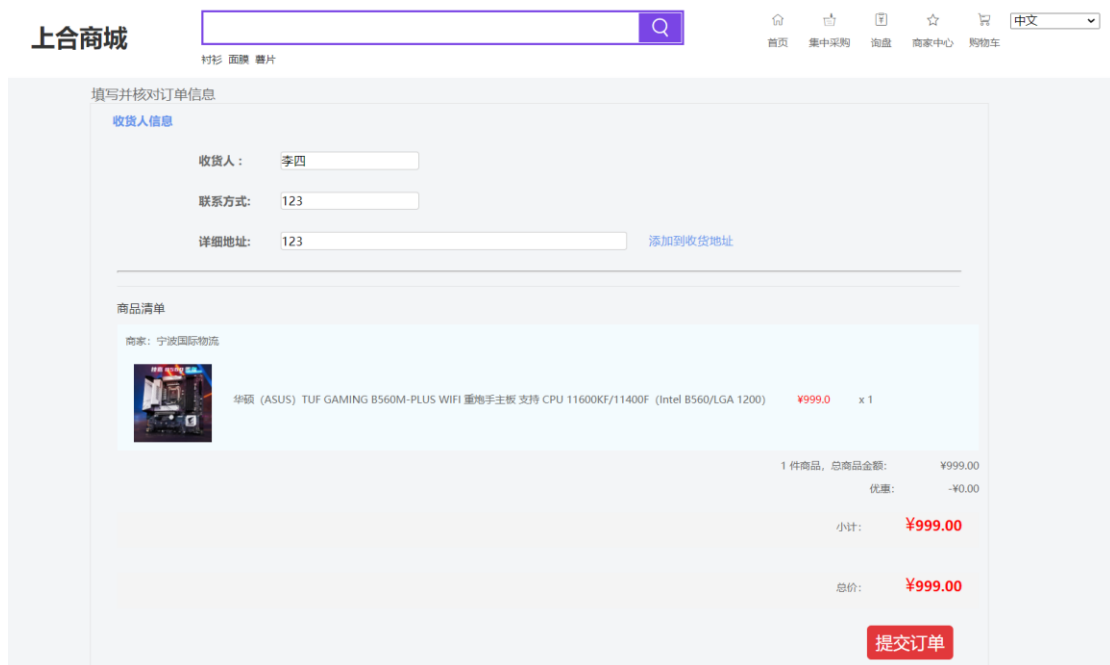 上合商城
首页 集中采购 询盘 商家中心 购物车 中文
衬衫 面膜 薯片
填写并核对订单信息
收货人信息
收货人： 李四
联系方式: 123
详细地址: 123 添加到收货地址
商品清单
商家：宁波国际物流
华硕（ASUS）TUF GAMING B560M-PLUS WIFI 重炮手主板 支持 CPU 11600KF/11400F（Intel B560/LGA 1200） ¥999.0 x 1
1 件商品，总商品金额： ¥999.00
优惠： -¥0.00
小计： ¥999.00
总价： ¥999.00
提交订单